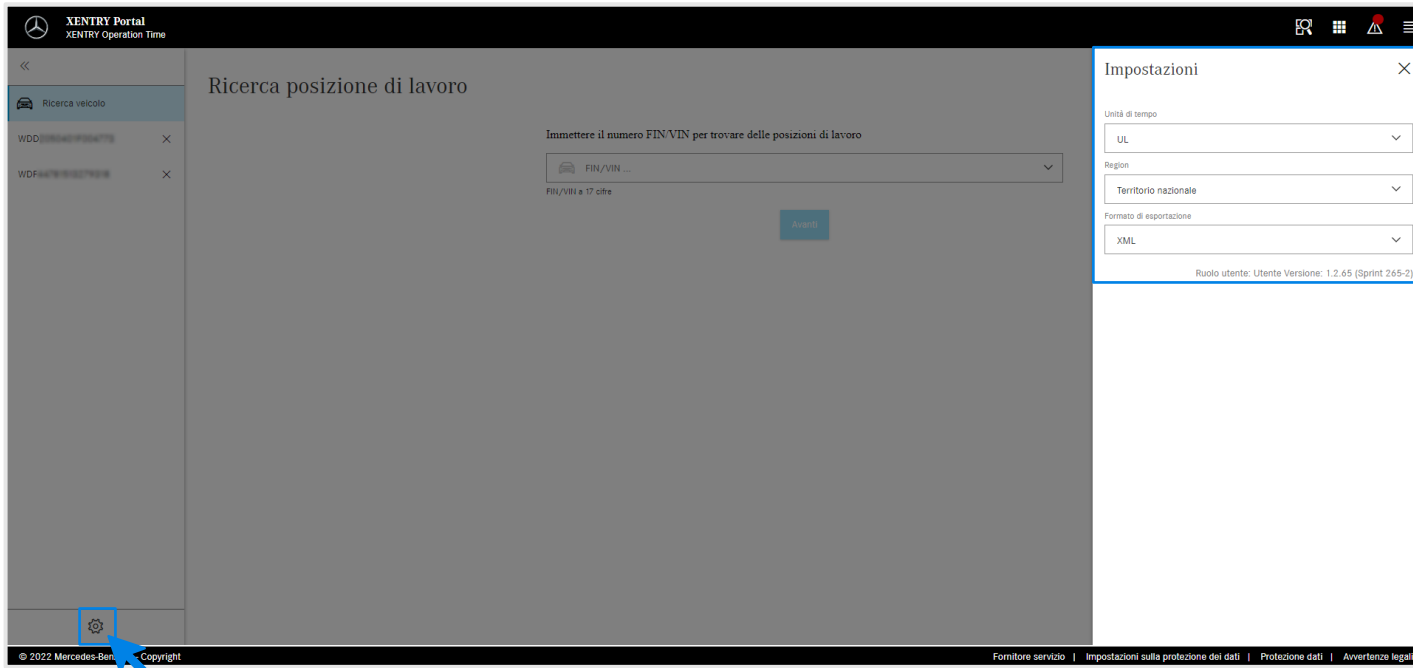 XENTRY Portal
XENTRY Operation Time
Ricerca veicolo
WDD
WDF
Ricerca posizione di lavoro
Immettere il numero FIN/VIN per trovare delle posizioni di lavoro
FIN/VIN ...
FIN/VIN a 17 cifre
Avanti
Impostazioni
Unità di tempo
UL
Region
Territorio nazionale
Formato di esportazione
XML
Ruolo utente: Utente Versione: 1.2.65 (Sprint 265-2)
© 2022 Mercedes-Ben Copyright
Fornitore servizio | Impostazioni sulla protezione dei dati | Protezione dati | Avvertenze legali